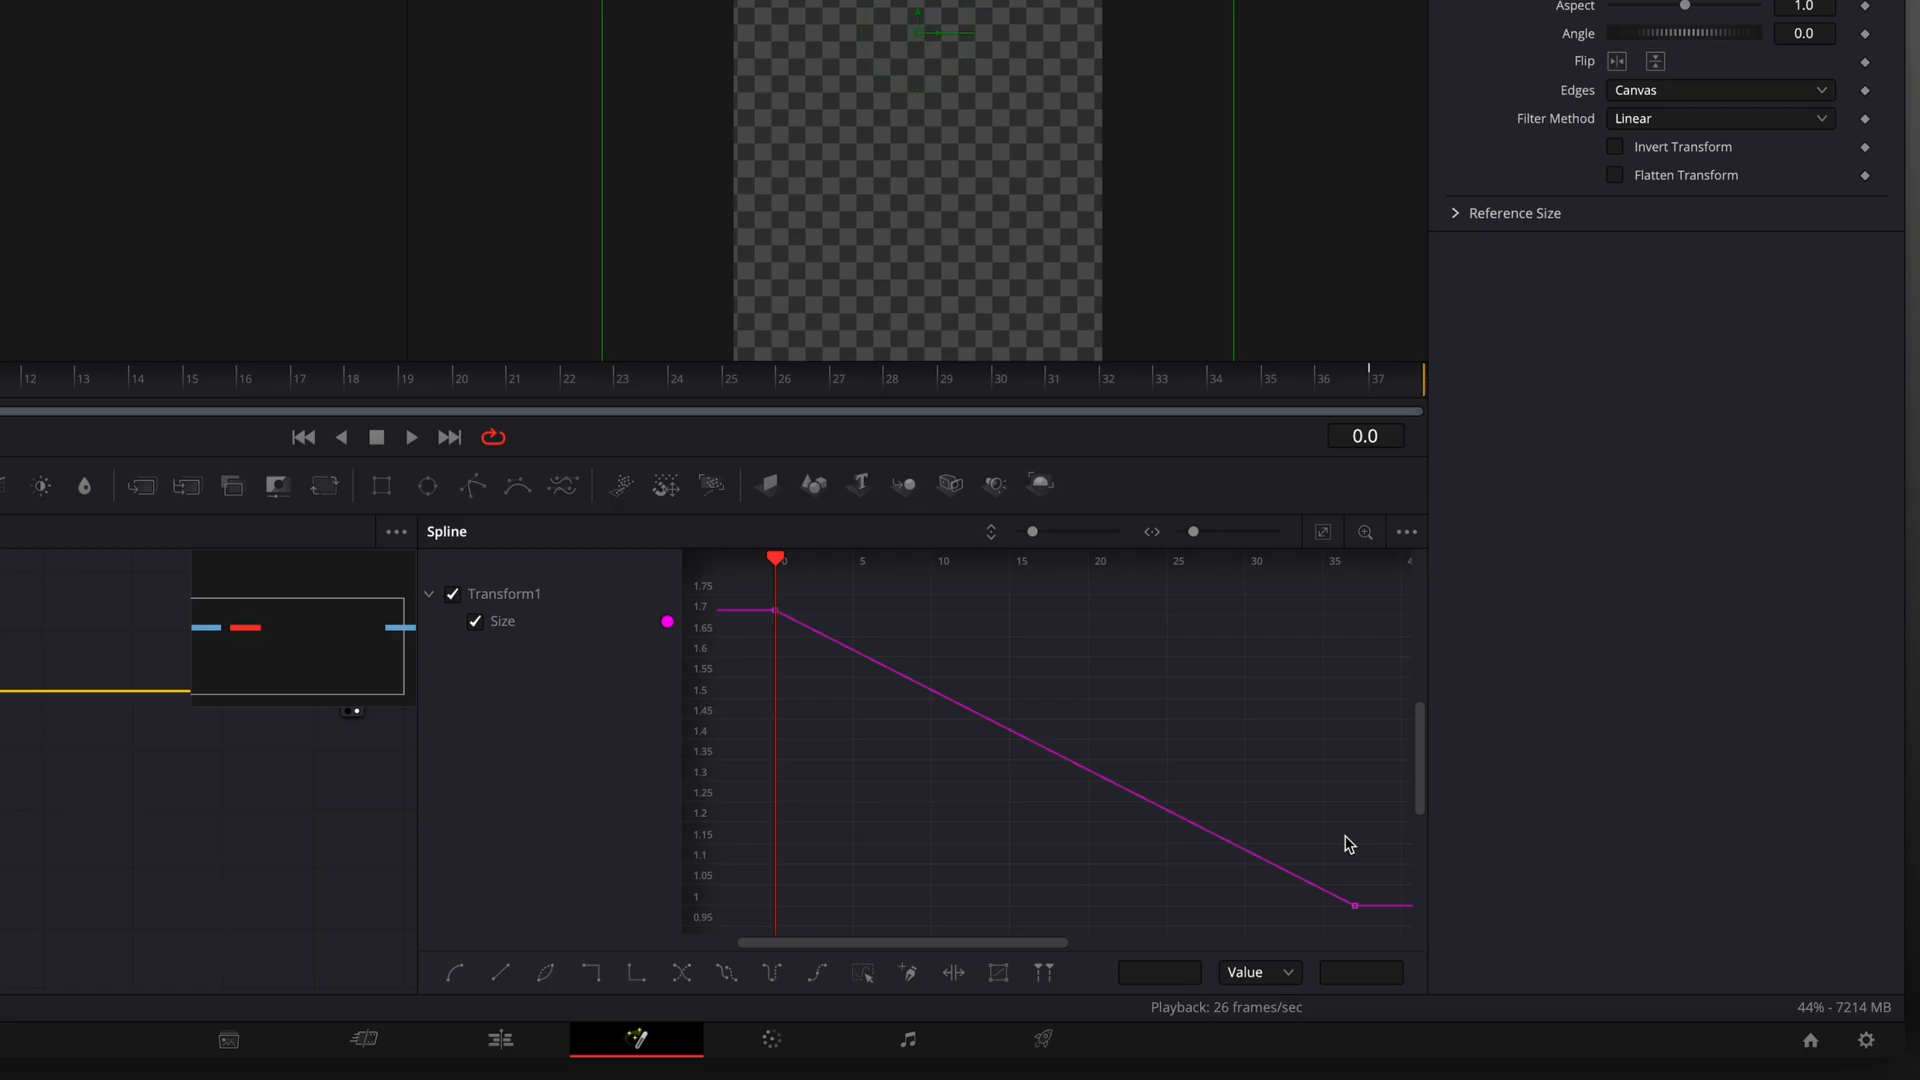 Aspect 1.0
Angle 0.0
Flip
Edges Canvas
Filter Method Linear
Invert Transform
Flatten Transform
Reference Size
12 13 14 15 16 17 18 19 20 21 22 23 24 25 26 27 28 29 30 31 32 33 34 35 36 37
0.0
Spline
0 5 10 15 20 25 30 35 4
Transform1
Size
1.75
1.7
1.65
1.6
1.55
1.5
1.45
1.4
1.35
1.3
1.25
1.2
1.15
1.1
1.05
1
0.95
Value
Playback: 26 frames/sec
44% - 7214 MB